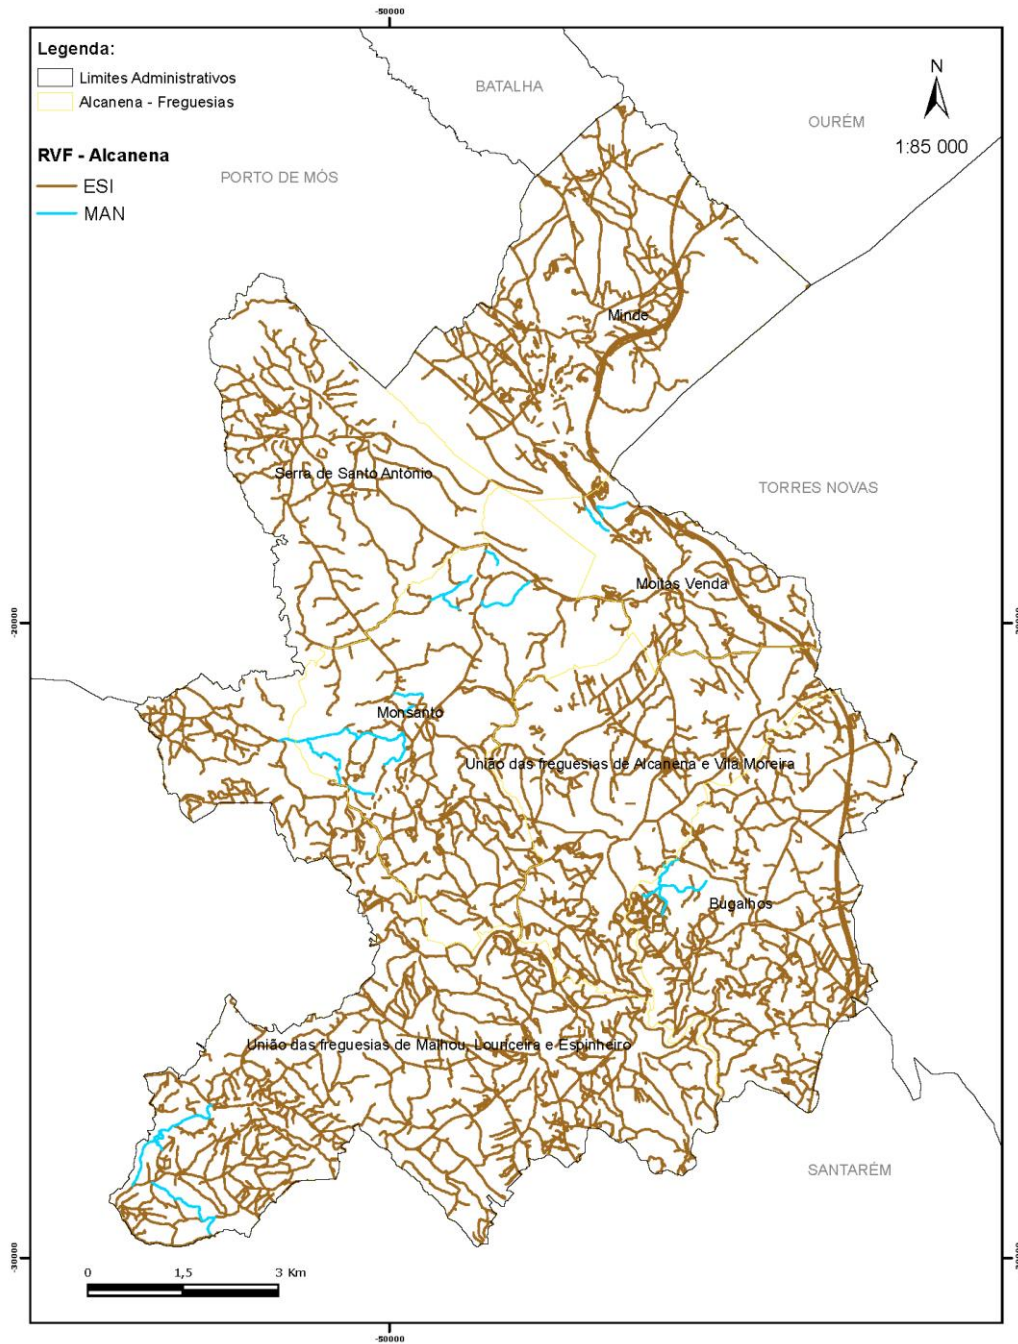 -50000
Legenda:
Limites Administrativos
Alcanena - Freguesias
RVF - Alcanena
ESI
MAN
BATALHA
OURÉM
N
1:85 000
PORTO DE MÓS
Minde
Serra de Santo António
TORRES NOVAS
Moitas Venda
-20000
-20000
Monsanto
União das freguesias de Alcanena e Vila Moreira
Bugalhos
União das freguesias de Malhou, Louriceira e Espinheiro
SANTARÉM
-30000
-30000
0 1,5 3 Km
-50000